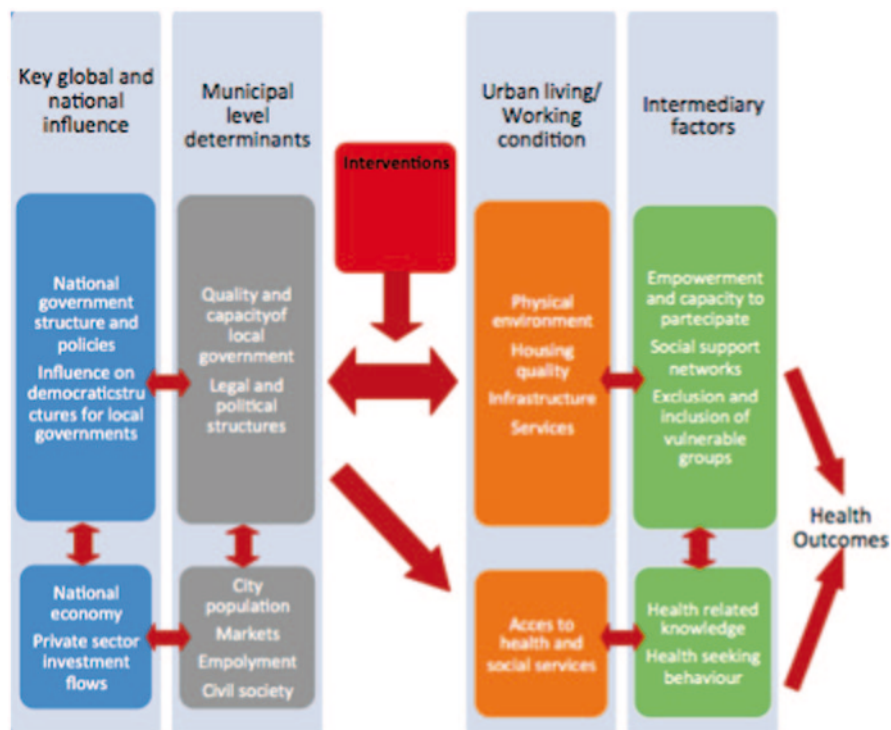 Key global and
national
influence
Municipal
level
determinants
Interventions
Urban living/
Working
condition
Intermediary
factors
National
government
structure and
policies
Influence on
democraticstru
ctures for local
governments
Quality and
capacityof
local
government
Legal and
political
structures
Physical
environment
Housing
quality
Infrastructure
Services
Empowerment
and capacity to
partecipate
Social support
networks
Exclusion and
inclusion of
vulnerable
groups
Health
Outcomes
National
economy
Private sector
investment
flows
City
population
Markets
Empolyment
Civil society
Acces to
health and
social services
Health related
knowledge
Health seeking
behaviour